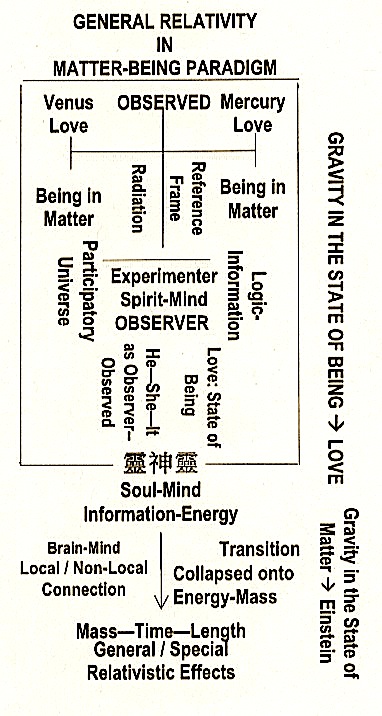 GENERAL RELATIVITY
IN
MATTER-BEING PARADIGM
Venus
Love
OBSERVED
Mercury
Love
Being in
Matter
Radiation
Reference
Frame
Being in
Matter
Participatory
Universe
Experimenter
Spirit-Mind
OBSERVER
Logic-
Information
He—She—It
as Observer—
Observed
Love: State of
Being
靈神靈
Soul-Mind
Information-Energy
Brain-Mind
Local / Non-Local
Connection
Transition
Collapsed onto
Energy-Mass
Mass—Time—Length
General / Special
Relativistic Effects
GRAVITY IN THE STATE OF BEING → LOVE
Gravity in the State of
Matter → Einstein